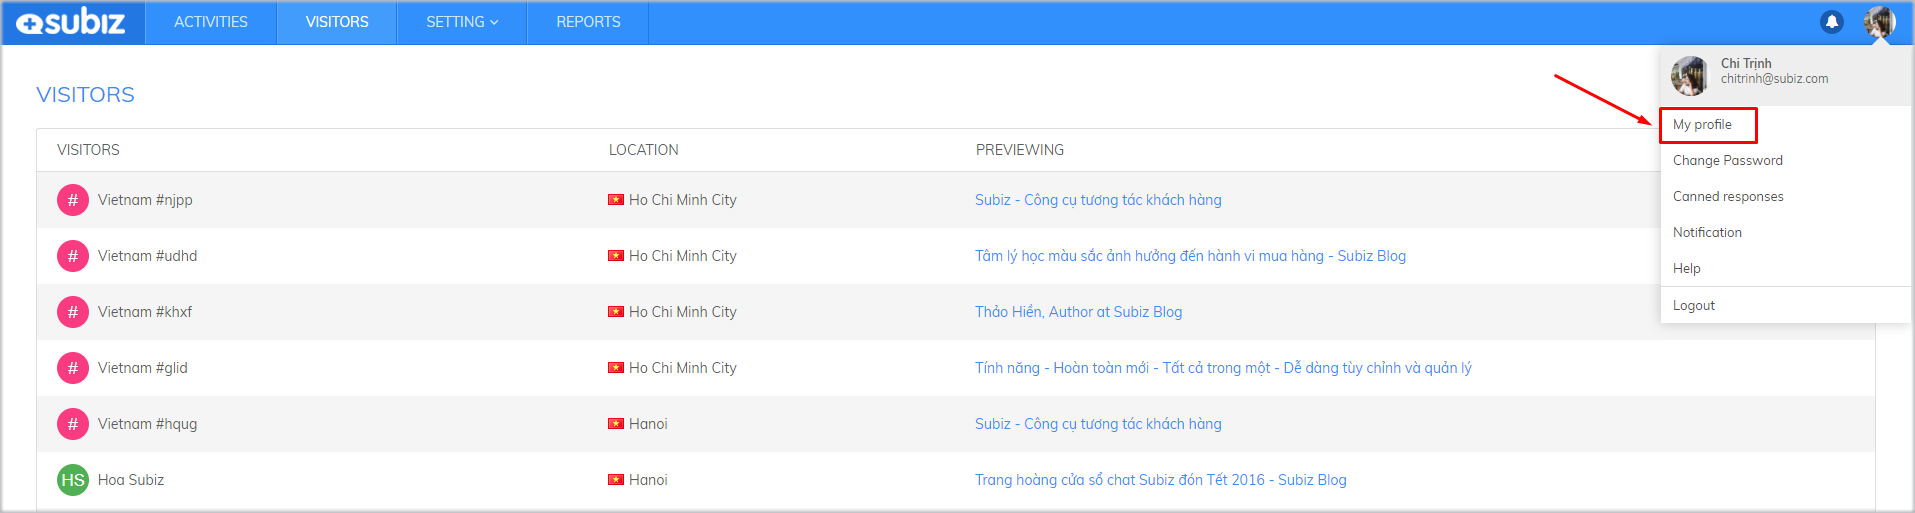 subiz ACTIVITIES VISITORS SETTING REPORTS
Chi Trịnh
chitrinh@subiz.com
My profile
Change Password
Canned responses
Notification
Help
Logout
VISITORS
VISITORS LOCATION PREVIEWING
# Vietnam #njpp Ho Chi Minh City Subiz - Công cụ tương tác khách hàng
# Vietnam #udhd Ho Chi Minh City Tâm lý học màu sắc ảnh hưởng đến hành vi mua hàng - Subiz Blog
# Vietnam #khxf Ho Chi Minh City Thảo Hiền, Author at Subiz Blog
# Vietnam #glid Ho Chi Minh City Tính năng - Hoàn toàn mới - Tất cả trong một - Dễ dàng tùy chỉnh và quản lý
# Vietnam #hqug Hanoi Subiz - Công cụ tương tác khách hàng
HS Hoa Subiz Hanoi Trang hoàng cửa sổ chat Subiz đón Tết 2016 - Subiz Blog